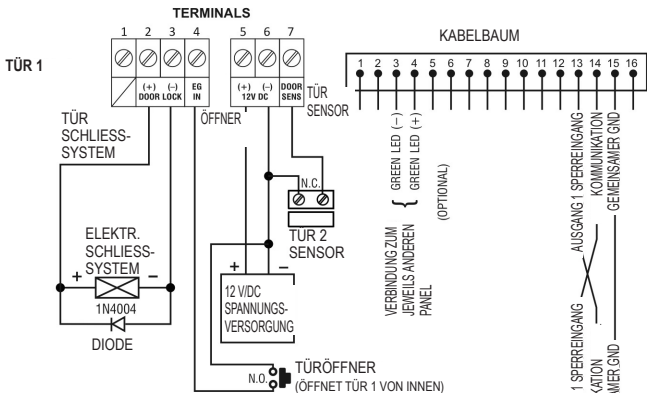 TERMINALS
KABELBAUM
TÜR 1
1 2 3 4 5 6 7
1 2 3 4 5 6 7 8 9 10 11 12 13 14 15 16
(+) (–)
DOOR LOCK
EG
IN
(+) (–)
12V DC
DOOR
SENS
TÜR
SENSOR
ÖFFNER
TÜR
SCHLIESS-
SYSTEM
N.C.
TÜR 2
SENSOR
ELEKTR.
SCHLIESS-
SYSTEM
+ –
1N4004
DIODE
+ –
12 V/DC
SPANNUNGS-
VERSORGUNG
N.O.
TÜRÖFFNER
(ÖFFNET TÜR 1 VON INNEN)
GREEN LED (–)
GREEN LED (+)
(OPTIONAL)
VERBINDUNG ZUM
JEWEILS ANDEREN
PANEL
AUSGANG 1 SPERREINGANG
KOMMUNIKATION
GEMEINSAMER GND
1 SPERREINGANG
GND